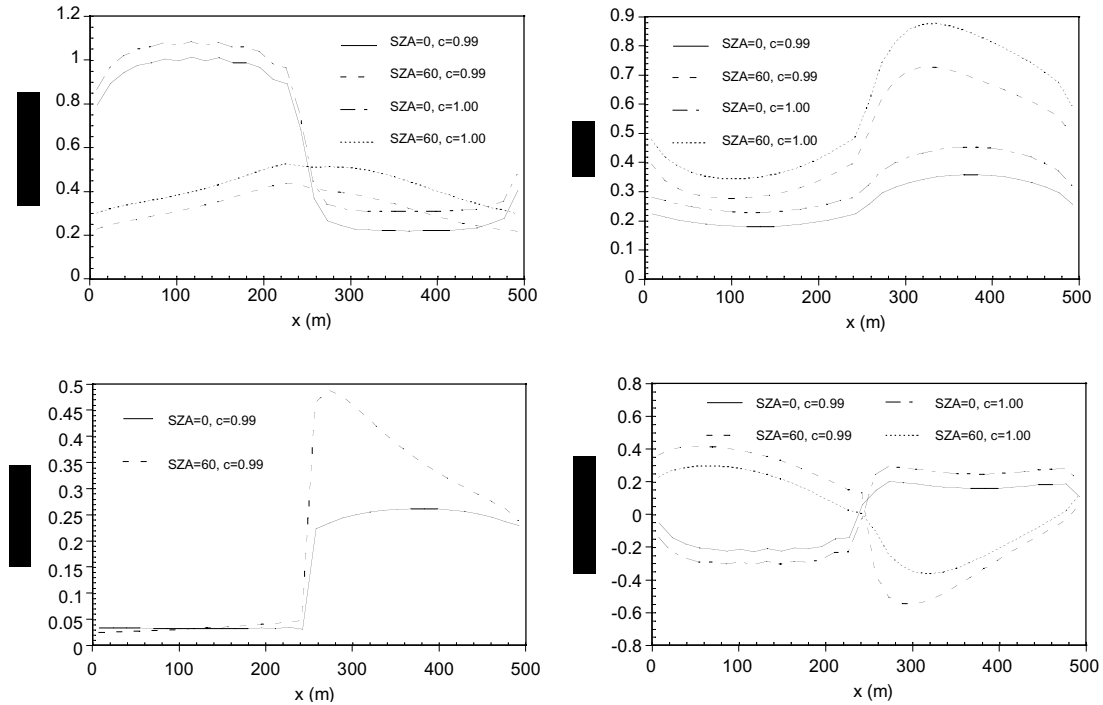 1.2
1
0.8
0.6
0.4
0.2
0
0 100 200 300 400 500
x (m)
SZA=0, c=0.99
SZA=60, c=0.99
SZA=0, c=1.00
SZA=60, c=1.00
0.9
0.8
0.7
0.6
0.5
0.4
0.3
0.2
0.1
0
0 100 200 300 400 500
x (m)
SZA=0, c=0.99
SZA=60, c=0.99
SZA=0, c=1.00
SZA=60, c=1.00
0.5
0.45
0.4
0.35
0.3
0.25
0.2
0.15
0.1
0.05
0
0 100 200 300 400 500
x (m)
SZA=0, c=0.99
SZA=60, c=0.99
0.8
0.6
0.4
0.2
0
-0.2
-0.4
-0.6
-0.8
0 100 200 300 400 500
x (m)
SZA=0, c=0.99
SZA=60, c=0.99
SZA=0, c=1.00
SZA=60, c=1.00